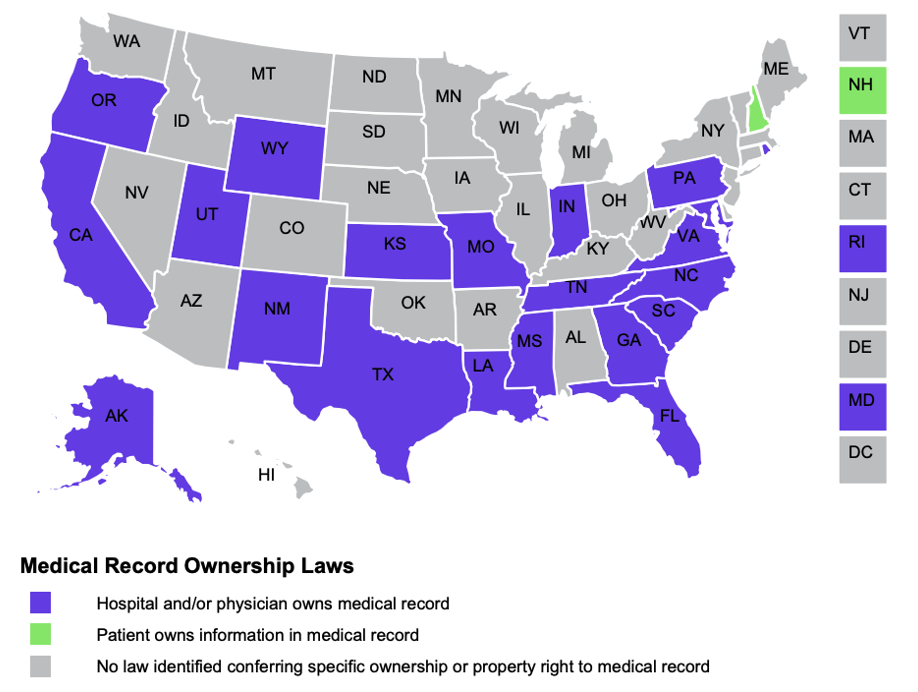 WA
MT
ND
MN
ME
VT
OR
ID
WY
SD
WI
MI
NY
NH
NV
UT
CO
NE
IA
IL
IN
OH
PA
MA
CA
KS
MO
KY
WV
VA
CT
AZ
NM
OK
AR
TN
NC
SC
RI
TX
LA
MS
AL
GA
FL
NJ
DE
AK
HI
MD
DC
Medical Record Ownership Laws
Hospital and/or physician owns medical record
Patient owns information in medical record
No law identified conferring specific ownership or property right to medical record